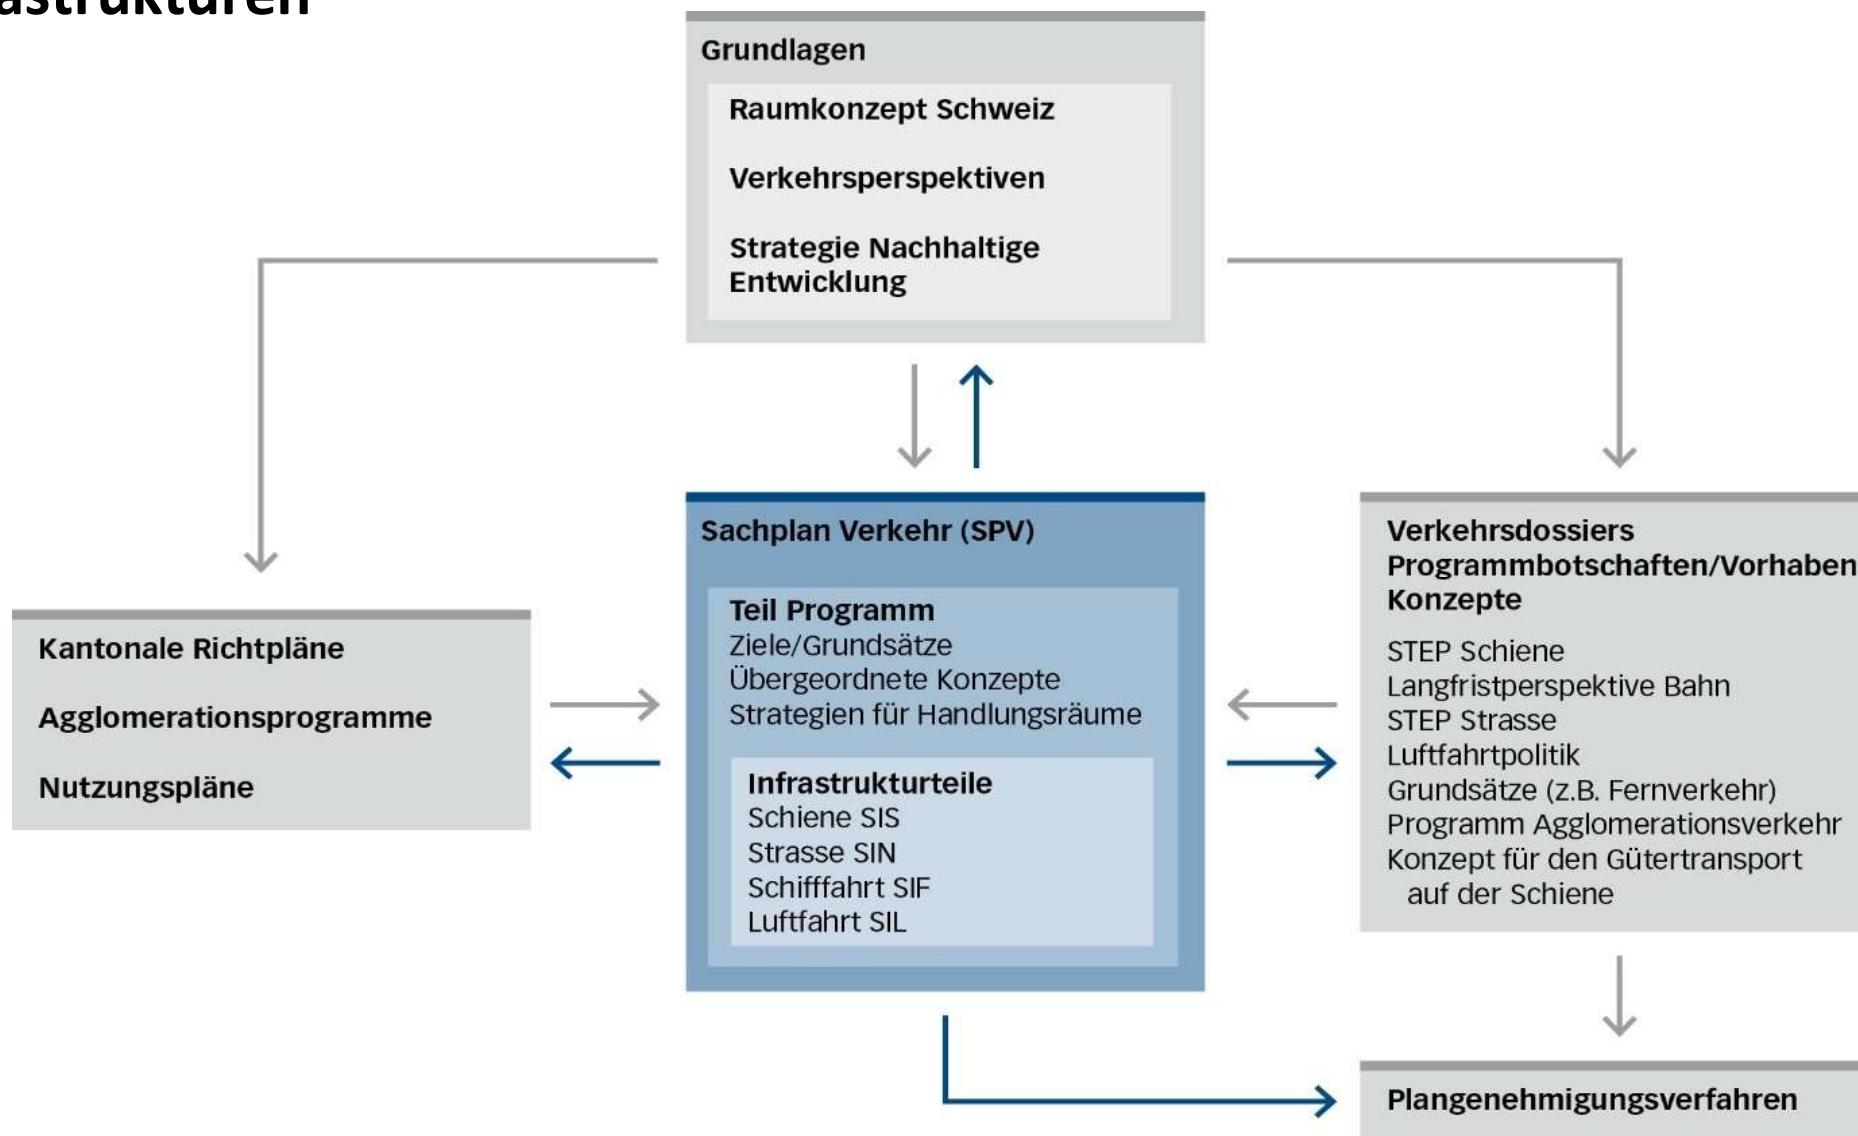 Grundlagen
Raumkonzept Schweiz
Verkehrsperspektiven
Strategie Nachhaltige
Entwicklung
Kantonale Richtpläne
Agglomerationsprogramme
Nutzungspläne
Sachplan Verkehr (SPV)
Teil Programm
Ziele/Grundsätze
Übergeordnete Konzepte
Strategien für Handlungsräume
Infrastrukturteile
Schiene SIS
Strasse SIN
Schifffahrt SIF
Luftfahrt SIL
Verkehrsdossiers
Programmbotschaften/Vorhaben
Konzepte
STEP Schiene
Langfristperspektive Bahn
STEP Strasse
Luftfahrtpolitik
Grundsätze (z.B. Fernverkehr)
Programm Agglomerationsverkehr
Konzept für den Gütertransport
auf der Schiene
Plangenehmigungsverfahren